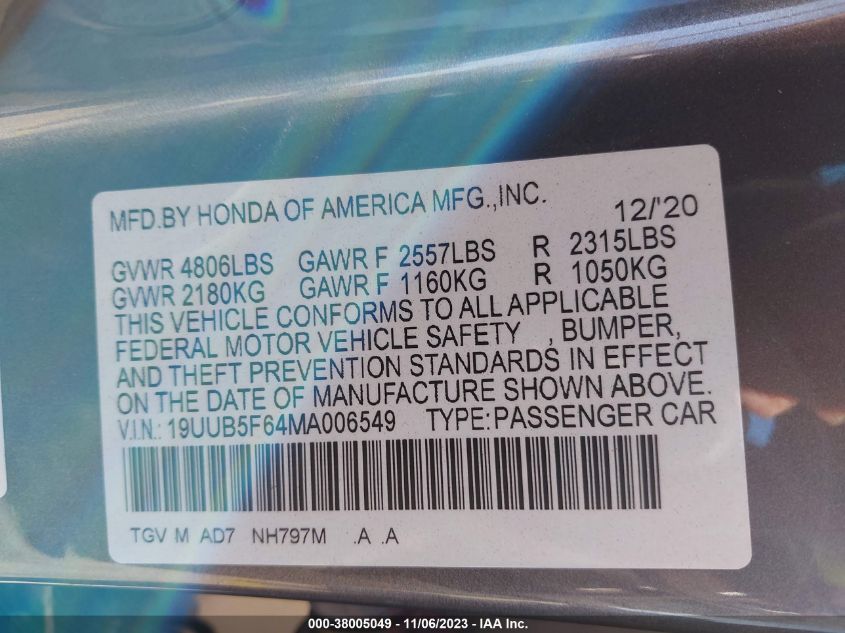 MFD.BY HONDA OF AMERICA MFG.,INC. 12/'20
GVWR 4806LBS GAWR F 2557LBS R 2315LBS
GVWR 2180KG GAWR F 1160KG R 1050KG
THIS VEHICLE CONFORMS TO ALL APPLICABLE
FEDERAL MOTOR VEHICLE SAFETY , BUMPER,
AND THEFT PREVENTION STANDARDS IN EFFECT
ON THE DATE OF MANUFACTURE SHOWN ABOVE.
V.I.N.: 19UUB5F64MA006549 TYPE:PASSENGER CAR
TGV M AD7 NH797M .A .A
000-38005049 - 11/06/2023 - IAA Inc.